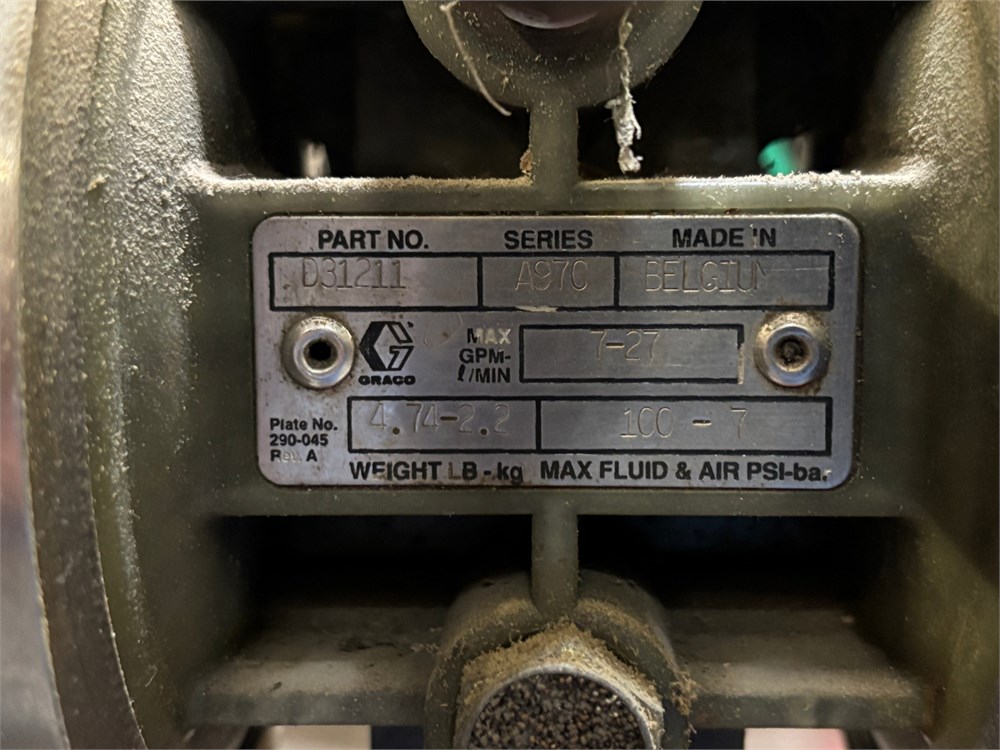 PART NO. SERIES MADE IN
D31211 A97C BELGIUM
GRACO
MAX
GPM-
l/MIN
7-27
Plate No.
290-045
Rev. A
4.74-2.2 100 - 7
WEIGHT LB - kg MAX FLUID & AIR PSI-bar